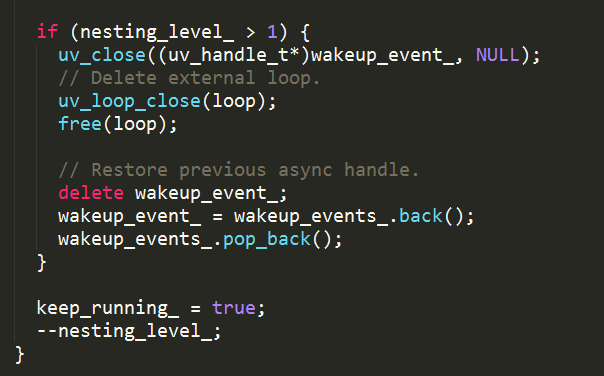 if (nesting_level_ > 1) {
uv_close((uv_handle_t*)wakeup_event_, NULL);
// Delete external loop.
uv_loop_close(loop);
free(loop);
// Restore previous async handle.
delete wakeup_event_;
wakeup_event_ = wakeup_events_.back();
wakeup_events_.pop_back();
}
keep_running_ = true;
--nesting_level_;
}